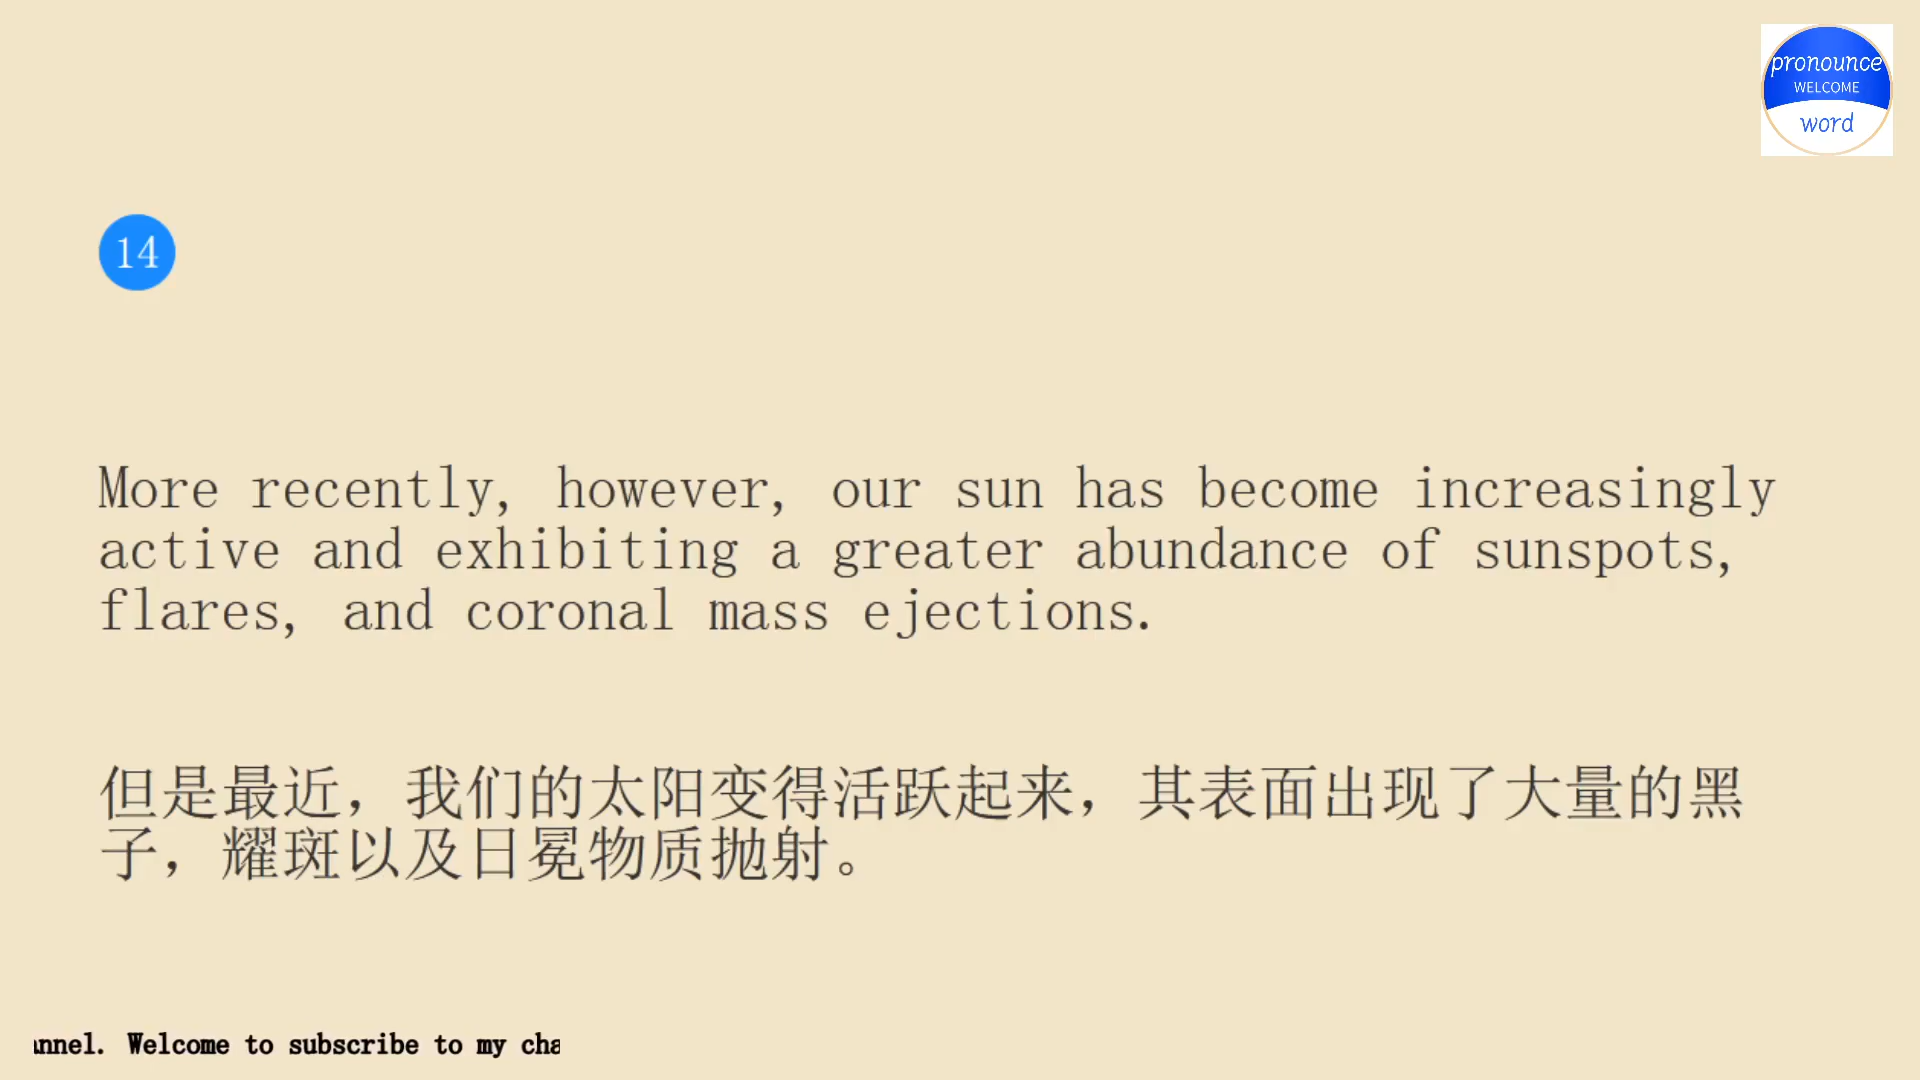 pronounce
WELCOME
word
14
More recently, however, our sun has become increasingly
active and exhibiting a greater abundance of sunspots,
flares, and coronal mass ejections.
但是最近，我们的太阳变得活跃起来，其表面出现了大量的黑
子，耀斑以及日冕物质抛射。
annel. Welcome to subscribe to my cha